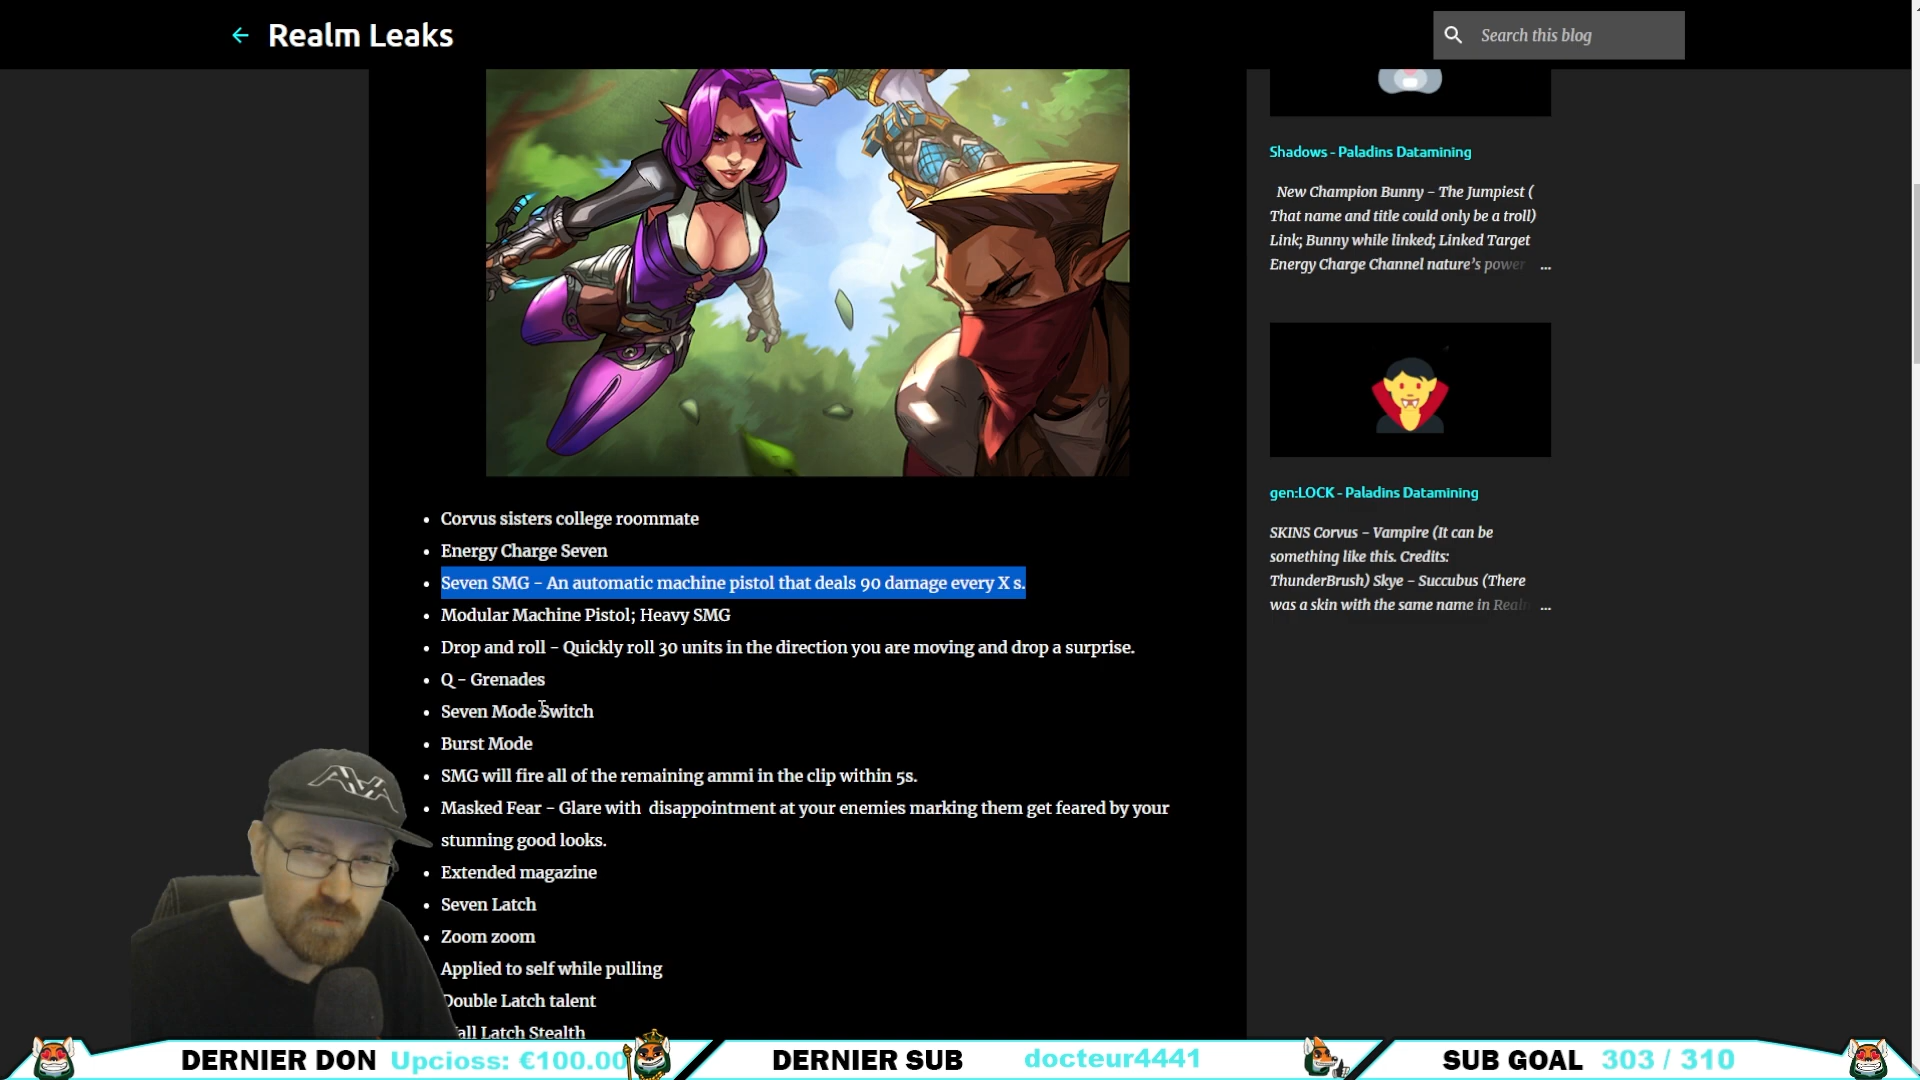 Realm Leaks
Search this blog
Corvus sisters college roommate
Energy Charge Seven
Seven SMG - An automatic machine pistol that deals 90 damage every X s.
Modular Machine Pistol; Heavy SMG
Drop and roll - Quickly roll 30 units in the direction you are moving and drop a surprise.
Q - Grenades
Seven Mode Switch
Burst Mode
SMG will fire all of the remaining ammi in the clip within 5s.
Masked Fear - Glare with disappointment at your enemies marking them get feared by your
stunning good looks.
Extended magazine
Seven Latch
Zoom zoom
Applied to self while pulling
Double Latch talent
Wall Latch Stealth
Shadows - Paladins Datamining
New Champion Bunny - The Jumpiest (
That name and title could only be a troll)
Link; Bunny while linked; Linked Target
Energy Charge Channel nature's power ...
gen:LOCK - Paladins Datamining
SKINS Corvus - Vampire (It can be
something like this. Credits:
ThunderBrush) Skye - Succubus (There
was a skin with the same name in Realm ...
DERNIER DON Upcioss: €100.00
DERNIER SUB docteur4441
SUB GOAL 303 / 310